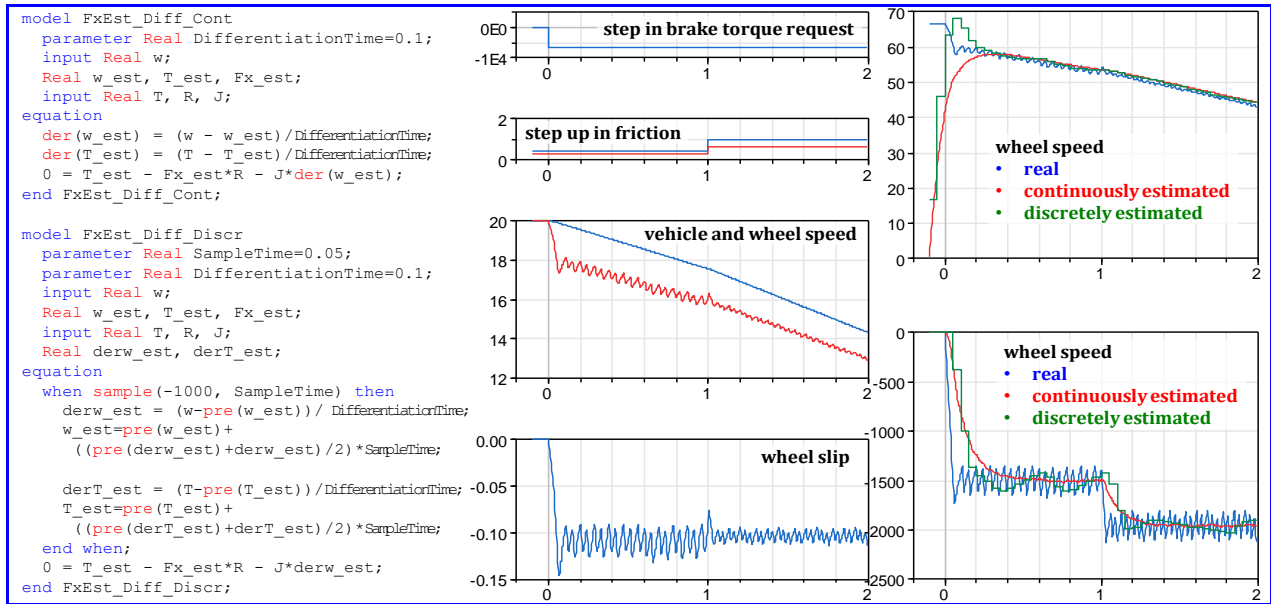 model FxEst_Diff_Cont
parameter Real DifferentiationTime=0.1;
input Real w;
Real w_est, T_est, Fx_est;
input Real T, R, J;
equation
der(w_est) = (w - w_est)/DifferentiationTime;
der(T_est) = (T - T_est)/DifferentiationTime;
0 = T_est - Fx_est*R - J*der(w_est);
end FxEst_Diff_Cont;
model FxEst_Diff_Discr
parameter Real SampleTime=0.05;
parameter Real DifferentiationTime=0.1;
input Real w;
Real w_est, T_est, Fx_est;
input Real T, R, J;
Real derw_est, derT_est;
equation
when sample(-1000, SampleTime) then
derw_est = (w-pre(w_est))/ DifferentiationTime;
w_est=pre(w_est)+
((pre(derw_est)+derw_est)/2)*SampleTime;
derT_est = (T-pre(T_est))/DifferentiationTime;
T_est=pre(T_est)+
((pre(derT_est)+derT_est)/2)*SampleTime;
end when;
0 = T_est - Fx_est*R - J*derw_est;
end FxEst_Diff_Discr;
0E0
-1E4
step in brake torque request
0 1 2
2
0
step up in friction
0 1 2
20
18
16
14
12
vehicle and wheel speed
0 1 2
0.00
-0.05
-0.10
-0.15
wheel slip
0 1 2
70
60
50
40
30
20
10
0
wheel speed
• real
• continuously estimated
• discretely estimated
0 1 2
0
-500
-1000
-1500
-2000
2500
wheel speed
• real
• continuously estimated
• discretely estimated
0 1 2